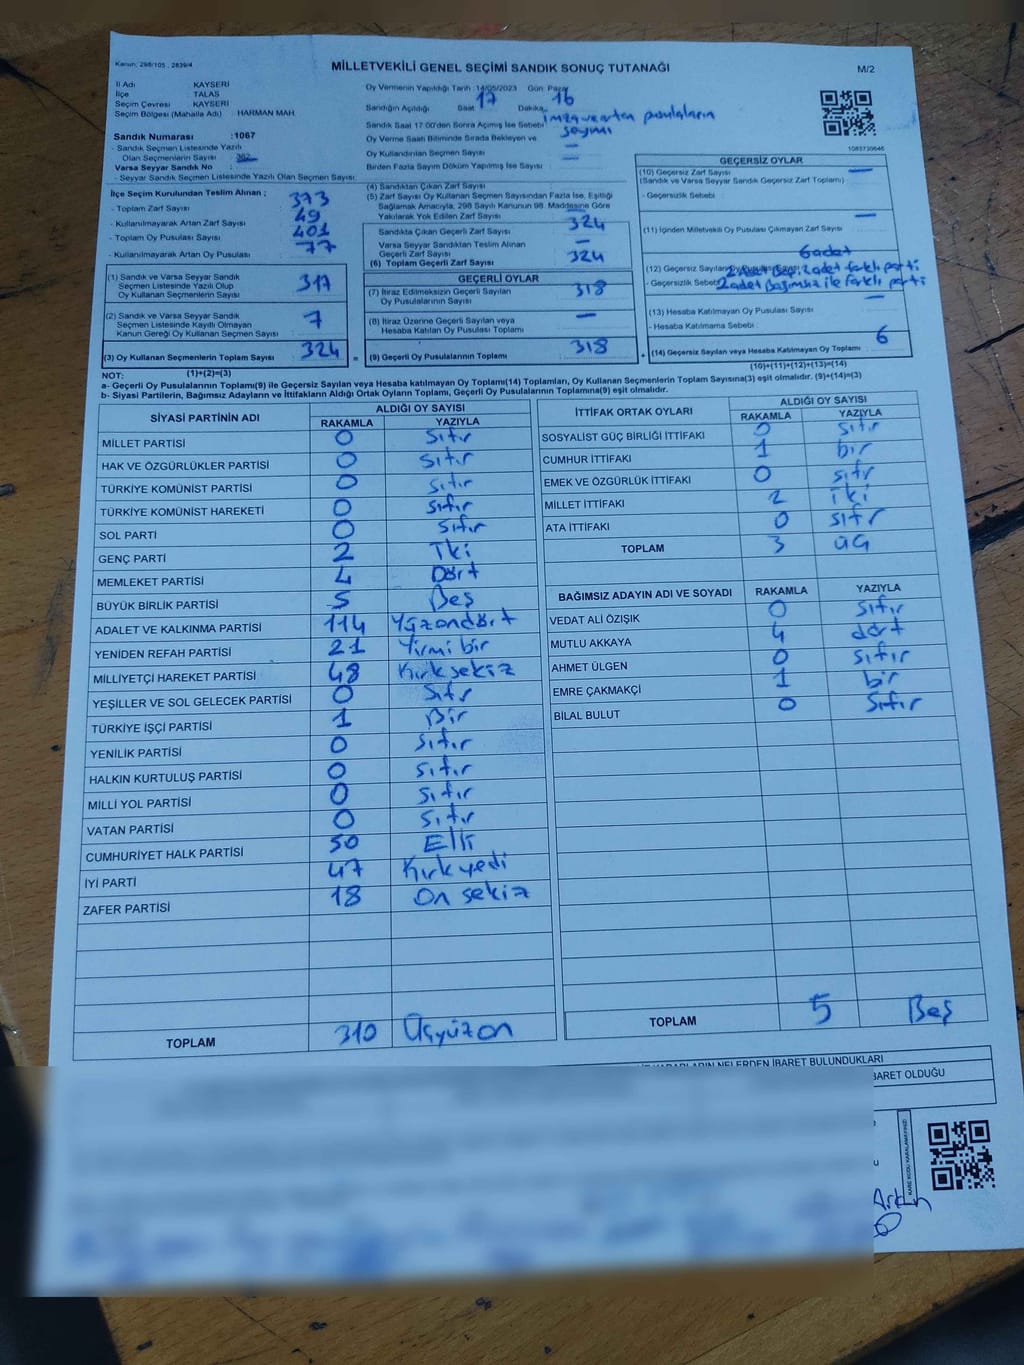 Kanun: 298/105 , 2839/4
MİLLETVEKİLİ GENEL SEÇİMİ SANDIK SONUÇ TUTANAĞI
M/2
İl Adı KAYSERİ
İlçe TALAS
Seçim Çevresi KAYSERİ
Seçim Bölgesi (Mahalle Adı) : HARMAN MAH
Sandık Numarası :1067
- Sandık Seçmen Listesinde Yazılı
Olan Seçmenlerin Sayısı
Varsa Seyyar Sandık No :
- Seyyar Sandık Seçmen Listesinde Yazılı Olan Seçmen Sayısı:
Oy Vermenin Yapıldığı Tarih :14/05/2023 Gün: Pazar
Sandığın Açıldığı Saat 17 Dakika 16
Sandık Saat 17:00'den Sonra Açılmış İse Sebebi : İmza ve artan pusulaların
sayımı
Oy Verme Saati Bitiminde Sırada Bekleyen ve
Oy Kullandırılan Seçmen Sayısı : —
Birden Fazla Sayım Döküm Yapılmış İse Sayısı : —
1083730646
İlçe Seçim Kurulundan Teslim Alınan ;
- Toplam Zarf Sayısı : 373
- Kullanılmayarak Artan Zarf Sayısı : 49
- Toplam Oy Pusulası Sayısı : 401
- Kullanılmayarak Artan Oy Pusulası : 77
(1) Sandık ve Varsa Seyyar Sandık
Seçmen Listesinde Yazılı Olup
Oy Kullanan Seçmenlerin Sayısı : 317
(2) Sandık ve Varsa Seyyar Sandık
Seçmen Listesinde Kayıtlı Olmayan
Kanun Gereği Oy Kullanan Seçmen Sayısı : 7
(3) Oy Kullanan Seçmenlerin Toplam Sayısı : 324 =
(4) Sandıktan Çıkan Zarf Sayısı
(5) Zarf Sayısı Oy Kullanan Seçmen Sayısından Fazla İse, Eşitliği
Sağlamak Amacıyla, 298 Sayılı Kanunun 98. Maddesine Göre
Yakılarak Yok Edilen Zarf Sayısı : —
Sandıkta Çıkan Geçerli Zarf Sayısı : 324
Varsa Seyyar Sandıktan Teslim Alınan
Geçerli Zarf Sayısı : —
(6) Toplam Geçerli Zarf Sayısı : 324
GEÇERLİ OYLAR
(7) İtiraz Edilmeksizin Geçerli Sayılan
Oy Pusulalarının Sayısı : 318
(8) İtiraz Üzerine Geçerli Sayılan veya
Hesaba Katılan Oy Pusulası Toplamı : —
(9) Geçerli Oy Pusulalarının Toplamı : 318 +
GEÇERSİZ OYLAR
(10) Geçersiz Zarf Sayısı —
(Sandık ve Varsa Seyyar Sandık Geçersiz Zarf Toplamı) :
- Geçersizlik Sebebi :
(11) İçinden Milletvekili Oy Pusulası Çıkmayan Zarf Sayısı : —
6 adet
(12) Geçersiz Sayılan Oy Pusulası Sayısı
- Geçersizlik Sebebi 2 adet farklı parti
2 adet Bağımsız ile farklı parti
(13) Hesaba Katılmayan Oy Pusulası Sayısı : —
- Hesaba Katılmama Sebebi :
(14) Geçersiz Sayılan veya Hesaba Katılmayan Oy Toplamı : 6
NOT: (1)+(2)=(3)
(10)+(11)+(12)+(13)=(14)
a- Geçerli Oy Pusulalarının Toplamı(9) ile Geçersiz Sayılan veya Hesaba katılmayan Oy Toplamı(14) Toplamları, Oy Kullanan Seçmenlerin Toplam Sayısına(3) eşit olmalıdır. (9)+(14)=(3)
b- Siyasi Partilerin, Bağımsız Adayların ve İttifakların Aldığı Ortak Oyların Toplamı, Geçerli Oy Pusulalarının Toplamına(9) eşit olmalıdır.
SİYASİ PARTİNİN ADI ALDIĞI OY SAYISI
RAKAMLA YAZIYLA
MİLLET PARTİSİ 0 Sıfır
HAK VE ÖZGÜRLÜKLER PARTİSİ 0 Sıfır
TÜRKİYE KOMÜNİST PARTİSİ 0 Sıfır
TÜRKİYE KOMÜNİST HAREKETİ 0 Sıfır
SOL PARTİ 0 Sıfır
GENÇ PARTİ 2 İki
MEMLEKET PARTİSİ 4 Dört
BÜYÜK BİRLİK PARTİSİ 5 Beş
ADALET VE KALKINMA PARTİSİ 114 Yüzondört
YENİDEN REFAH PARTİSİ 21 Yirmi bir
MİLLİYETÇİ HAREKET PARTİSİ 48 Kırk sekiz
YEŞİLLER VE SOL GELECEK PARTİSİ 0 Sıfır
TÜRKİYE İŞÇİ PARTİSİ 1 Bir
YENİLİK PARTİSİ 0 Sıfır
HALKIN KURTULUŞ PARTİSİ 0 Sıfır
MİLLİ YOL PARTİSİ 0 Sıfır
VATAN PARTİSİ 0 Sıfır
CUMHURİYET HALK PARTİSİ 50 Elli
İYİ PARTİ 47 Kırk yedi
ZAFER PARTİSİ 18 On sekiz
TOPLAM 310 Üçyüzon
İTTİFAK ORTAK OYLARI ALDIĞI OY SAYISI
RAKAMLA YAZIYLA
SOSYALİST GÜÇ BİRLİĞİ İTTİFAKI 0 sıfır
CUMHUR İTTİFAKI 1 bir
EMEK VE ÖZGÜRLÜK İTTİFAKI 0 sıfır
MİLLET İTTİFAKI 2 iki
ATA İTTİFAKI 0 sıfır
TOPLAM 3 üç
BAĞIMSIZ ADAYIN ADI VE SOYADI RAKAMLA YAZIYLA
VEDAT ALİ ÖZIŞIK 0 sıfır
MUTLU AKKAYA 4 dört
AHMET ÜLGEN 0 sıfır
EMRE ÇAKMAKÇİ 1 bir
BİLAL BULUT 0 Sıfır
TOPLAM 5 Beş
KARARLARIN NELERDEN İBARET BULUNDUKLARI
BARET OLDUĞU
KARE KODU KARALAMAYINIZ!